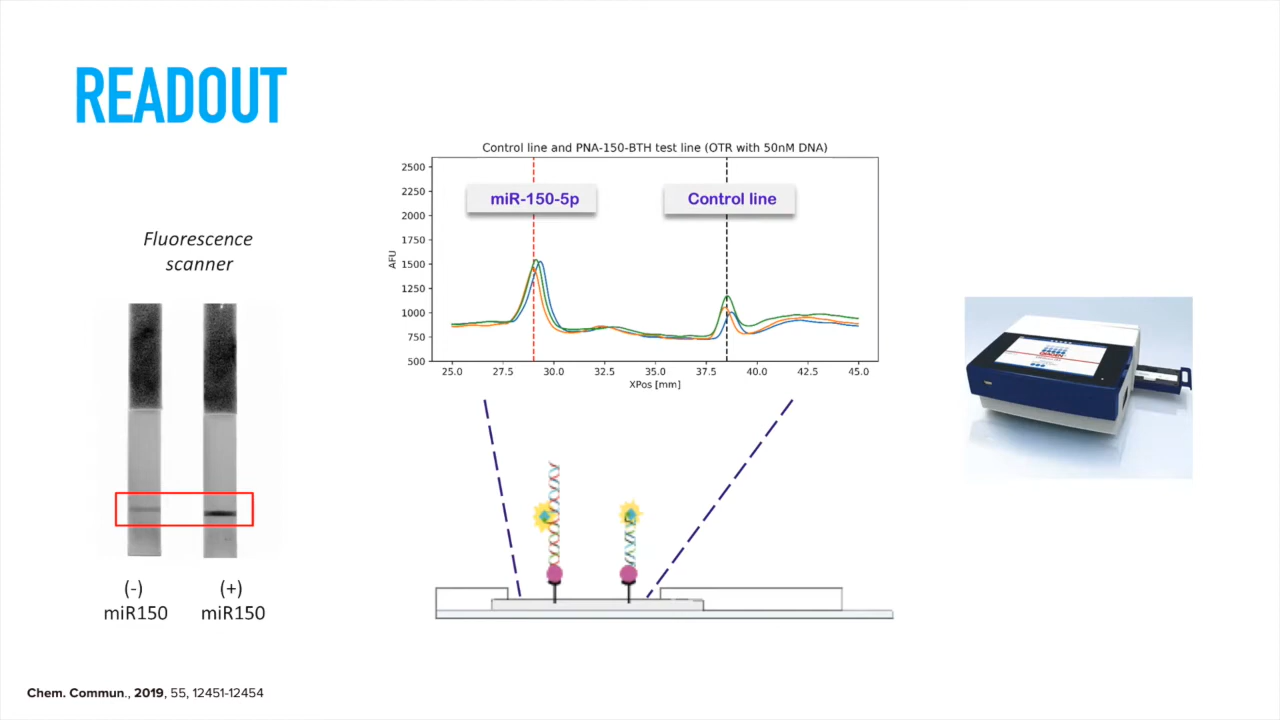 READOUT
Control line and PNA-150-BTH test line (OTR with 50nM DNA)
miR-150-5p
Control line
2500
2250
2000
1750
1500
1250
1000
750
500
AFU
25.0 27.5 30.0 32.5 35.0 37.5 40.0 42.5 45.0
XPos [mm]
Fluorescence
scanner
(-)
miR150
(+)
miR150
Chem. Commun., 2019, 55, 12451-12454